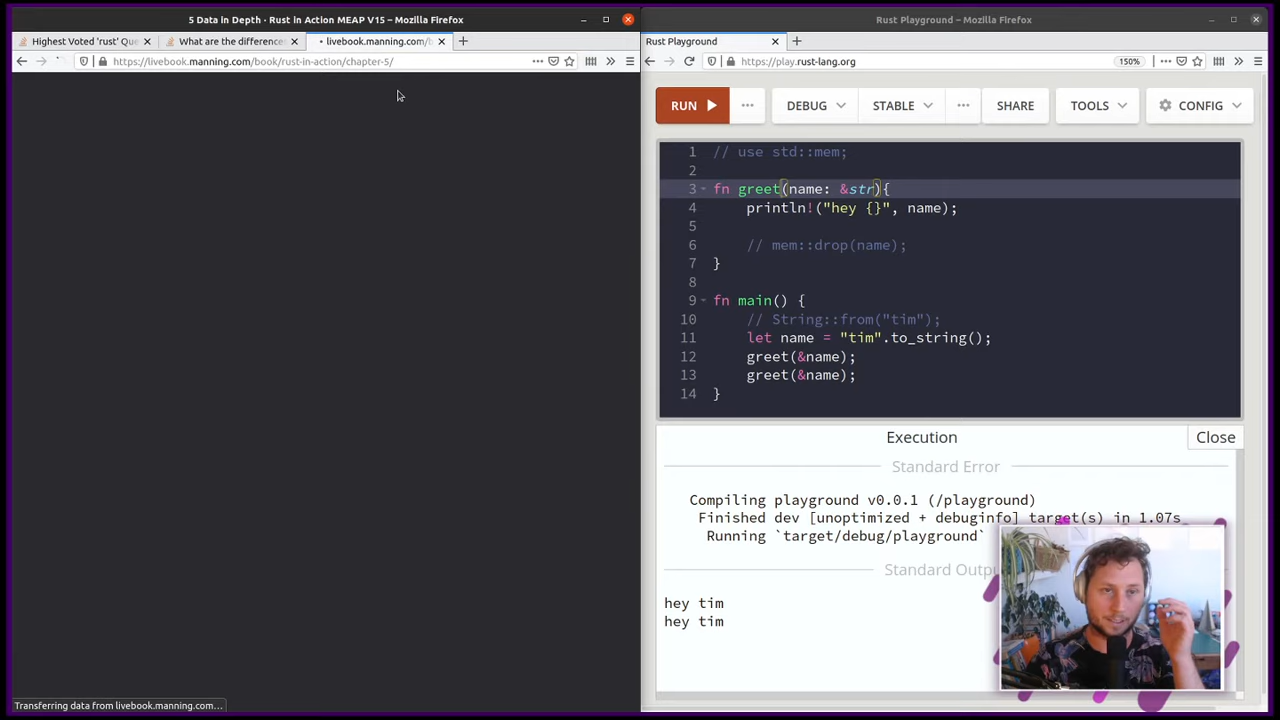 5 Data in Depth · Rust in Action MEAP V15 – Mozilla Firefox
Highest Voted 'rust' Que
What are the difference
livebook.manning.com/b
https://livebook.manning.com/book/rust-in-action/chapter-5/
Transferring data from livebook.manning.com…
Rust Playground – Mozilla Firefox
Rust Playground
https://play.rust-lang.org
150%
RUN
DEBUG
STABLE
SHARE
TOOLS
CONFIG
1 // use std::mem;
2
3 fn greet(name: &str){
4 println!("hey {}", name);
5
6 // mem::drop(name);
7 }
8
9 fn main() {
10 // String::from("tim");
11 let name = "tim".to_string();
12 greet(&name);
13 greet(&name);
14 }
Execution
Close
Standard Error
Compiling playground v0.0.1 (/playground)
Finished dev [unoptimized + debuginfo] target(s) in 1.07s
Running `target/debug/playground`
Standard Outp
hey tim
hey tim